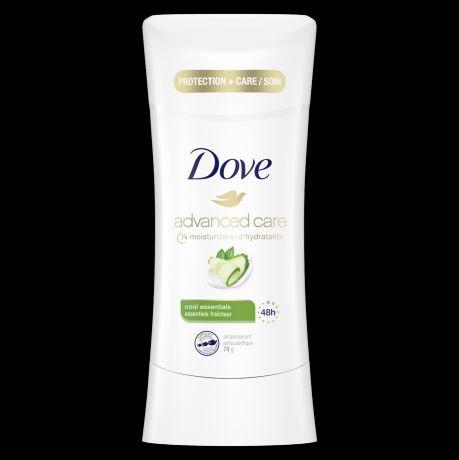 PROTECTION + CARE / SOIN
Dove
advanced care
¼ moisturizers | d'hydratants
cool essentials
essentiels fraîcheur
48h
antiperspirant
antisudorifique
74 g